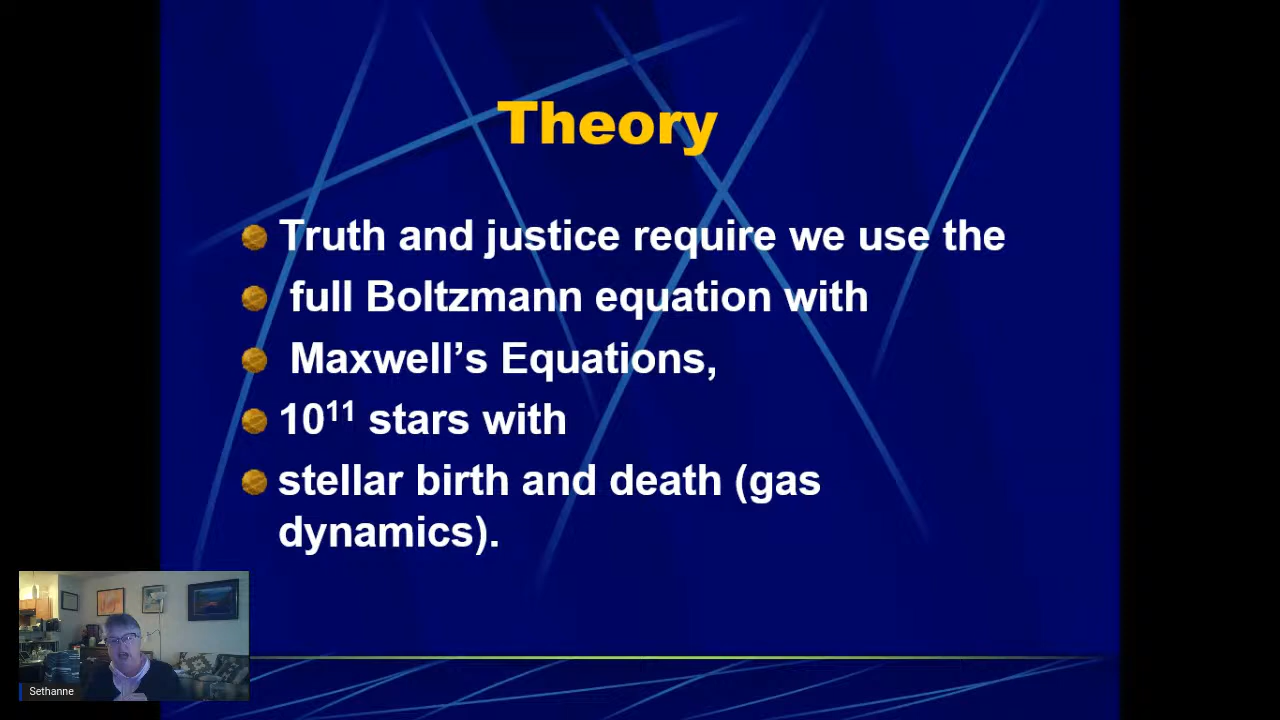 Theory
Truth and justice require we use the
full Boltzmann equation with
Maxwell’s Equations,
10¹¹ stars with
stellar birth and death (gas
dynamics).
Sethanne